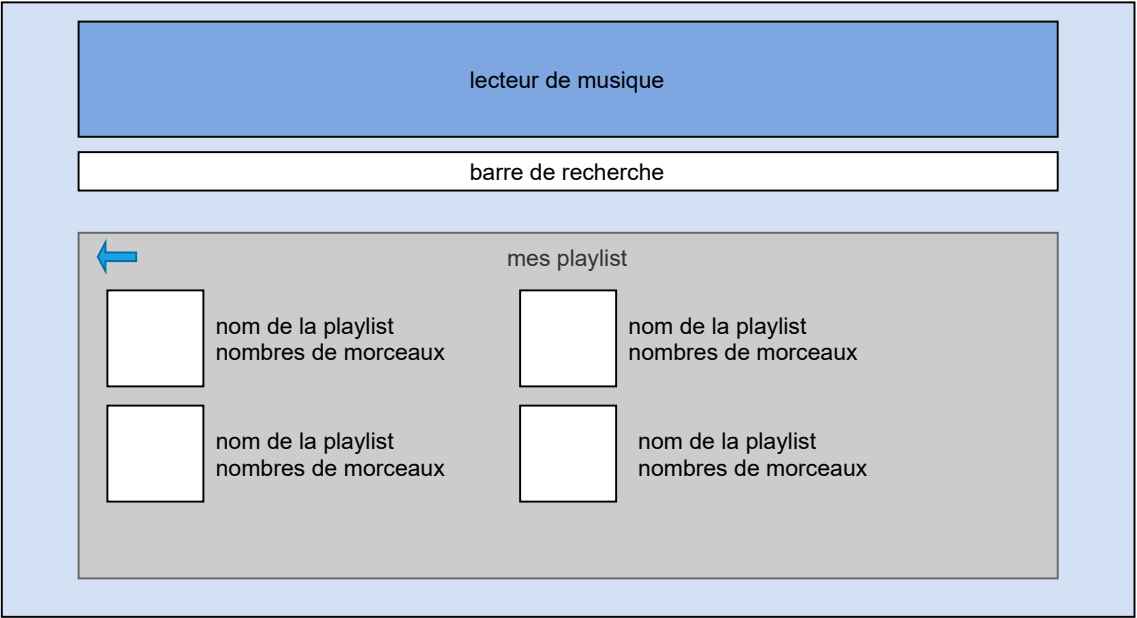 lecteur de musique
barre de recherche
mes playlist
nom de la playlist
nombres de morceaux
nom de la playlist
nombres de morceaux
nom de la playlist
nombres de morceaux
nom de la playlist
nombres de morceaux